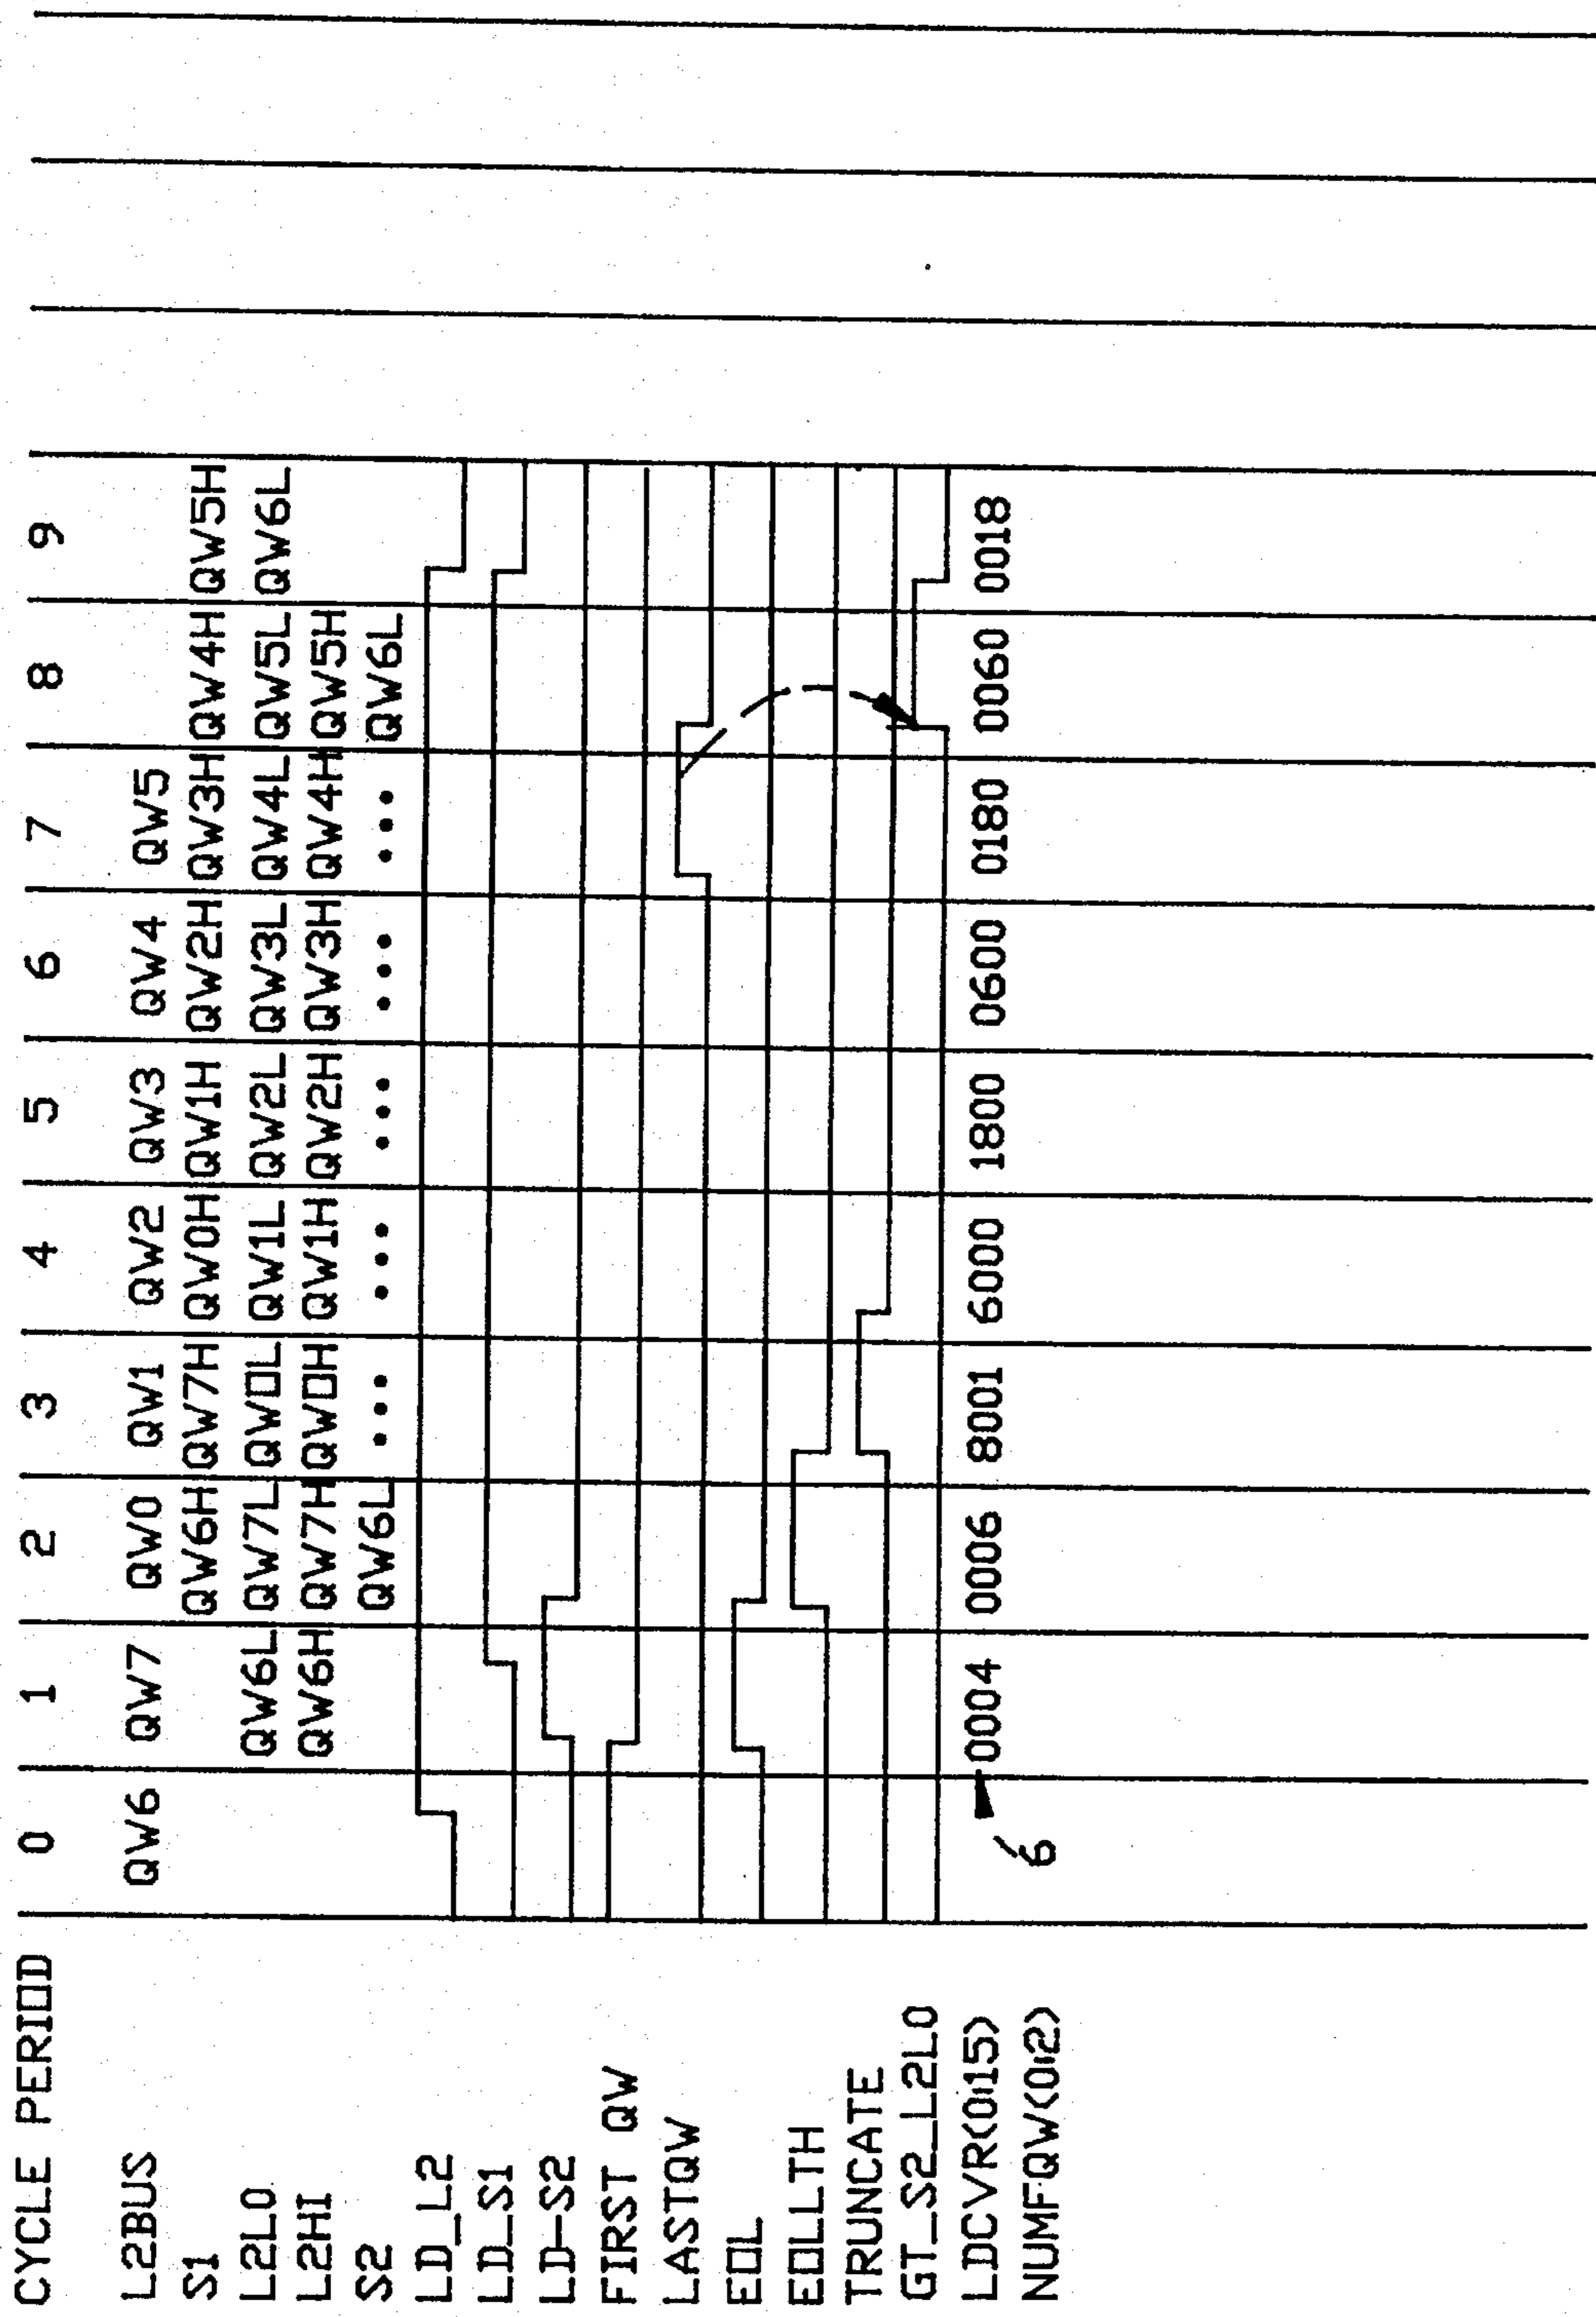 CYCLE PERIOD 0 1 2 3 4 5 6 7 8 9
L2BUS QW6 QW7 QW0 QW1 QW2 QW3 QW4 QW5
S1 QW6H QW7H QW0H QW1H QW2H QW3H QW4H QW5H
L2LO QW6L QW7L QW0L QW1L QW2L QW3L QW4L QW5L QW6L
L2HI QW6H QW7H QW0H QW1H QW2H QW3H QW4H QW5H
S2 QW6L ... ... ... ... ... QW6L
LD_L2
LD_S1
LD-S2
FIRST QW
LASTQW
EOL
EOLLTH
TRUNCATE
GT_S2_L2LO
LDCVR(0:15) 0004 0006 8001 6000 1800 0600 0180 0060 0018
NUMFQW(0:2) 6